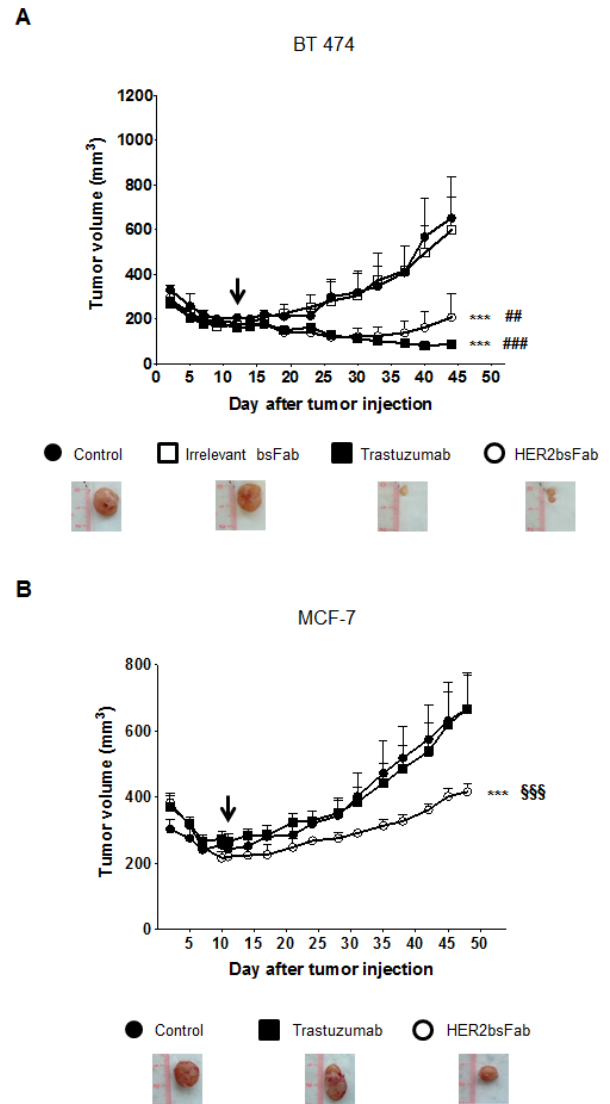 A
BT 474
1200
1000
800
600
400
200
0
Tumor volume (mm³)
*** ##
*** ###
0 5 10 15 20 25 30 35 40 45 50
Day after tumor injection
Control Irrelevant bsFab Trastuzumab HER2bsFab
B
MCF-7
800
600
400
200
0
Tumor volume (mm³)
*** §§§
5 10 15 20 25 30 35 40 45 50
Day after tumor injection
Control Trastuzumab HER2bsFab